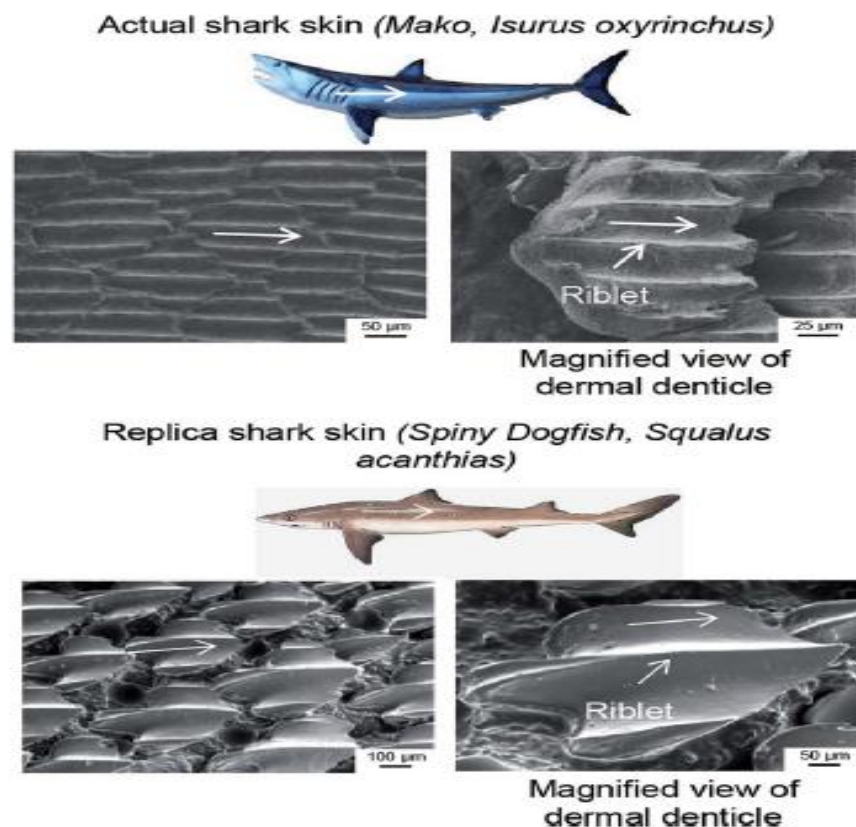 Actual shark skin (Mako, Isurus oxyrinchus)
50 µm
Riblet
25 µm
Magnified view of
dermal denticle
Replica shark skin (Spiny Dogfish, Squalus
acanthias)
100 µm
Riblet
50 µm
Magnified view of
dermal denticle